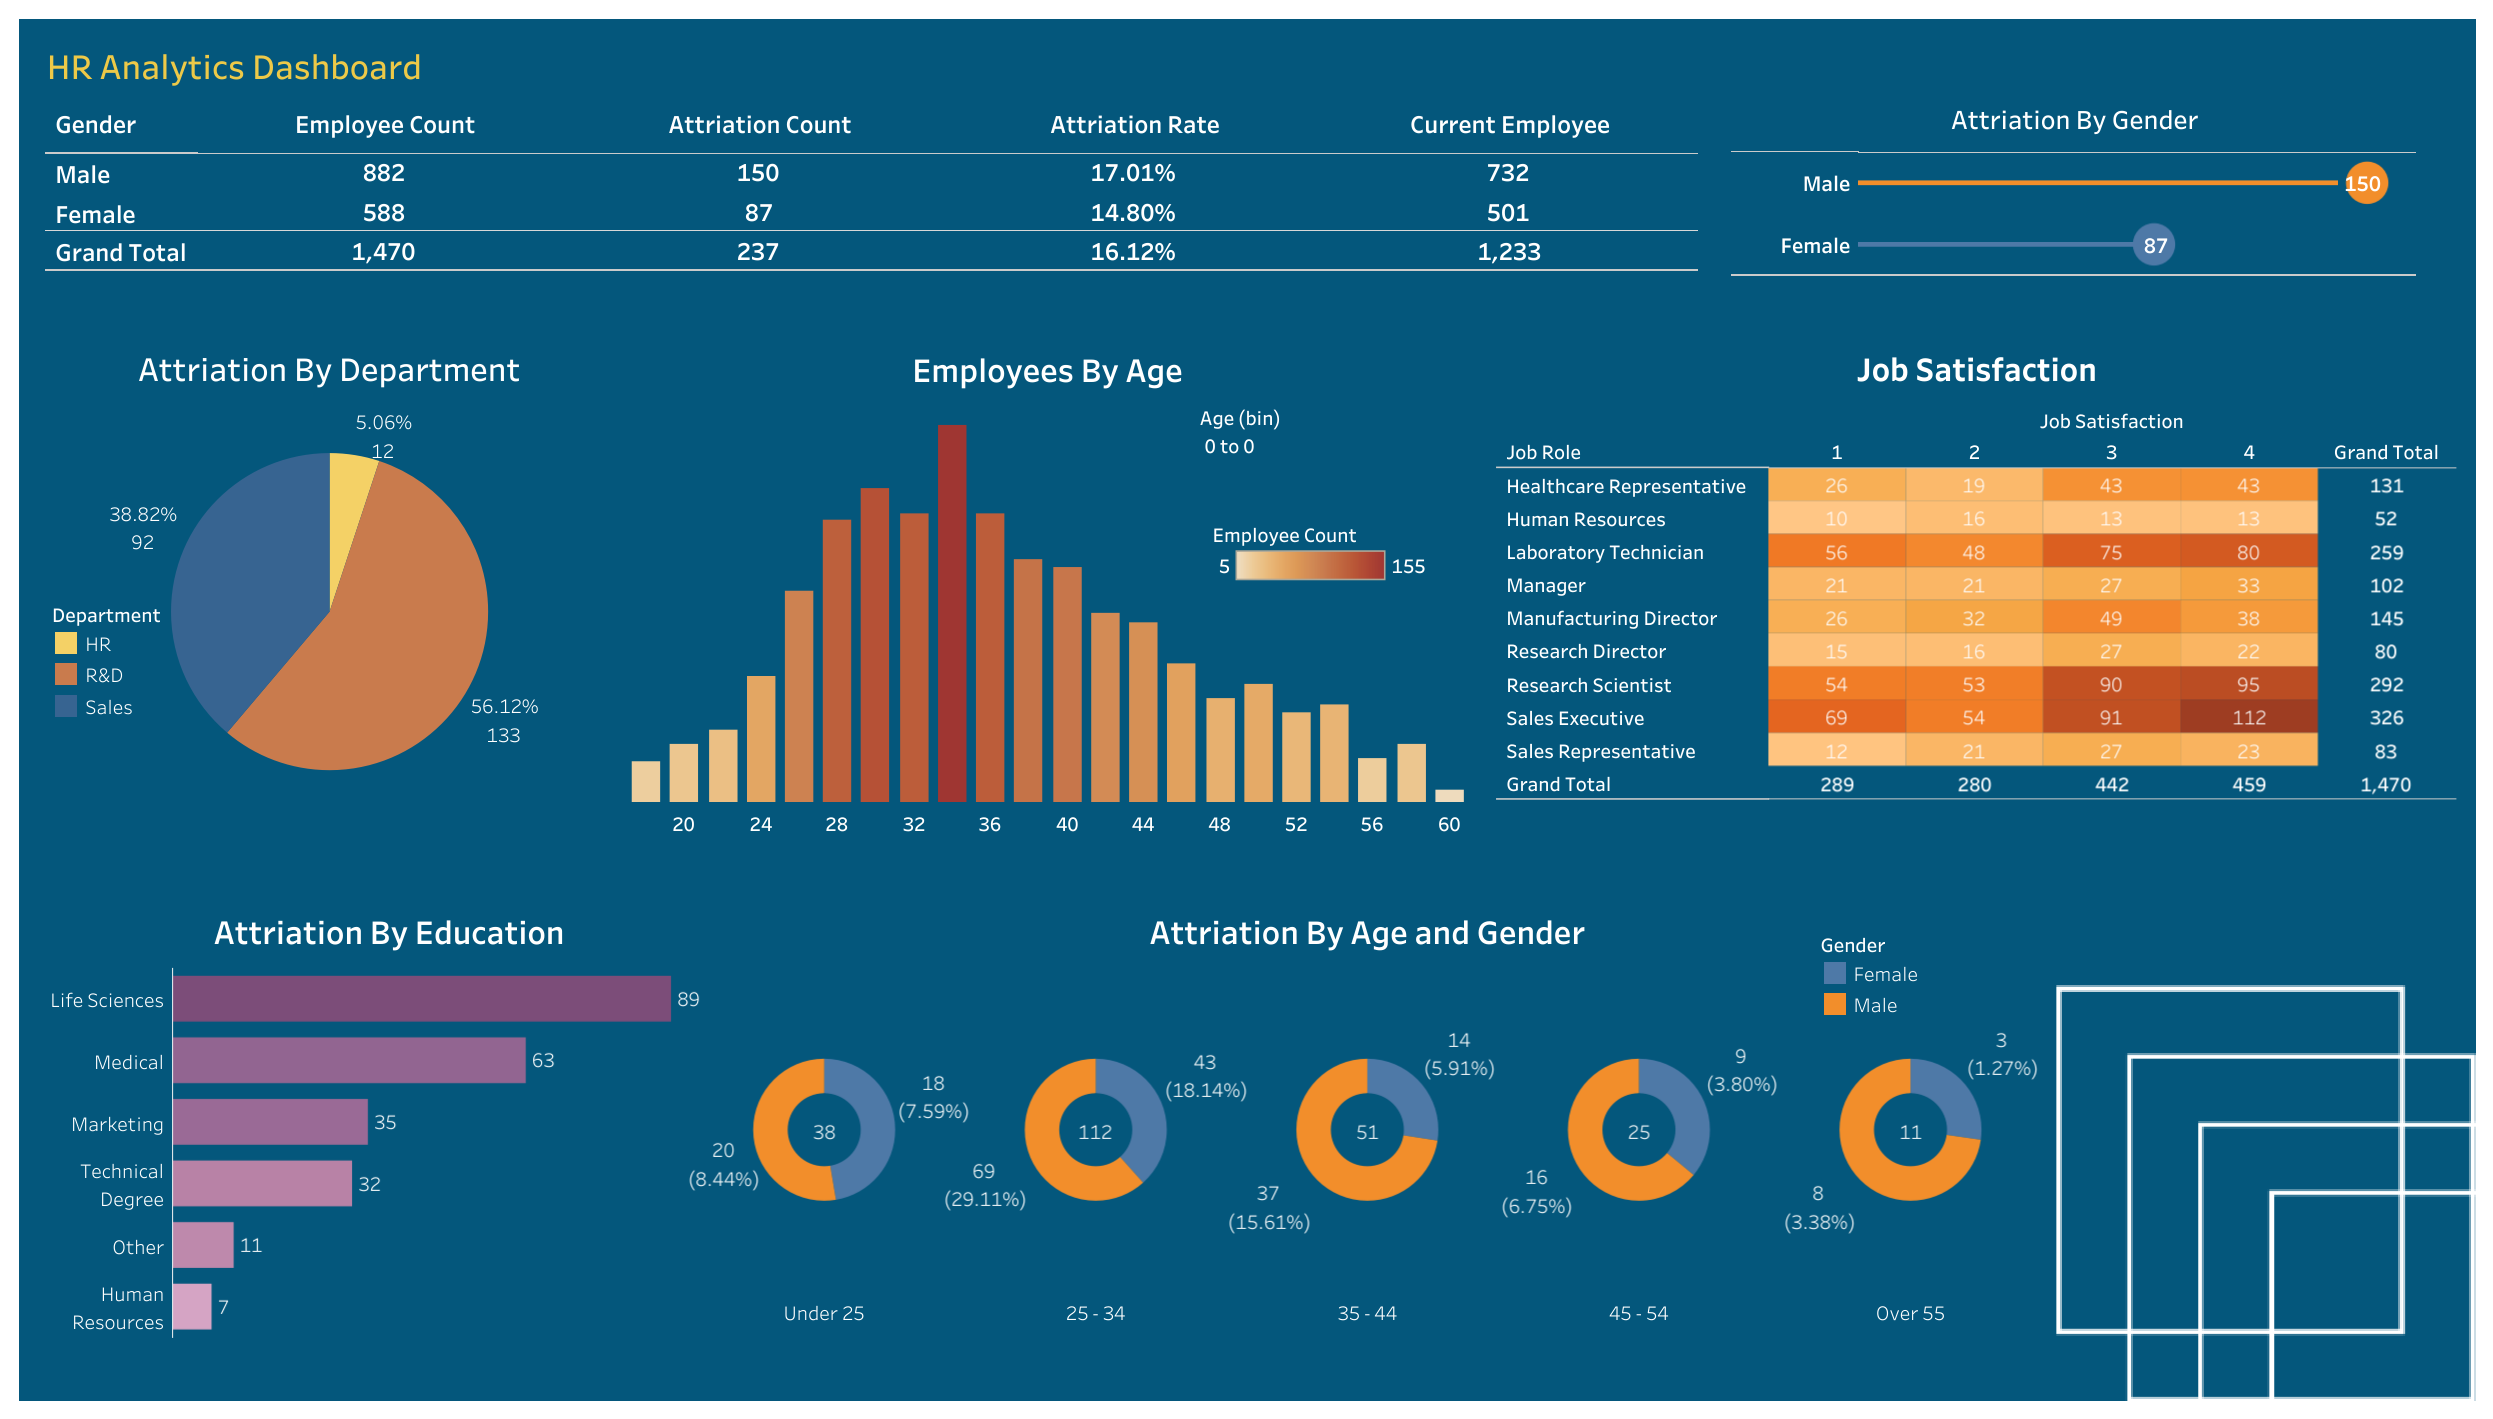 HR Analytics Dashboard
Gender Employee Count Attriation Count Attriation Rate Current Employee
Male 882 150 17.01% 732
Female 588 87 14.80% 501
Grand Total 1,470 237 16.12% 1,233
Attriation By Gender
Male 150
Female 87
Attriation By Department
5.06%
12
38.82%
92
Department
HR
R&D
Sales
56.12%
133
Employees By Age
Age (bin)
0 to 0
Employee Count
5 155
20 24 28 32 36 40 44 48 52 56 60
Job Satisfaction
Job Satisfaction
Job Role 1 2 3 4 Grand Total
Healthcare Representative 26 19 43 43 131
Human Resources 10 16 13 13 52
Laboratory Technician 56 48 75 80 259
Manager 21 21 27 33 102
Manufacturing Director 26 32 49 38 145
Research Director 15 16 27 22 80
Research Scientist 54 53 90 95 292
Sales Executive 69 54 91 112 326
Sales Representative 12 21 27 23 83
Grand Total 289 280 442 459 1,470
Attriation By Education
Life Sciences 89
Medical 63
Marketing 35
Technical
Degree 32
Other 11
Human
Resources 7
Attriation By Age and Gender
Gender
Female
Male
18
(7.59%)
38
20
(8.44%)
Under 25
43
(18.14%)
112
69
(29.11%)
25 - 34
14
(5.91%)
51
37
(15.61%)
35 - 44
9
(3.80%)
25
16
(6.75%)
45 - 54
3
(1.27%)
11
8
(3.38%)
Over 55